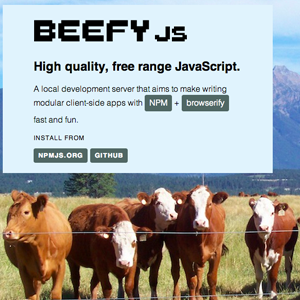 BEEFY JS
High quality, free range JavaScript.
A local development server that aims to make writing
modular client-side apps with NPM + browserify
fast and fun.
INSTALL FROM
NPMJS.ORG GITHUB